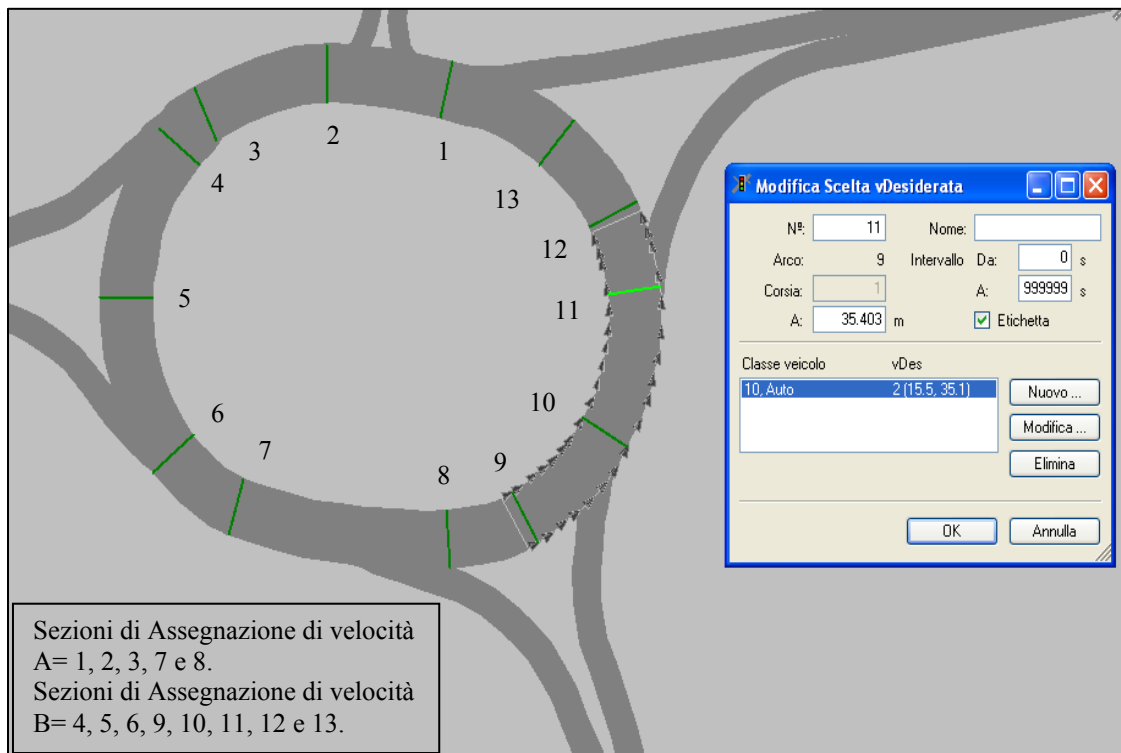 1
2
3
4
5
6
7
8
9
10
11
12
13
Modifica Scelta vDesiderata
Nº: 11 Nome:
Arco: 9 Intervallo Da: 0 s
Corsia: 1 A: 999999 s
A: 35.403 m Etichetta
Classe veicolo vDes
10, Auto 2 (15.5, 35.1)
Nuovo ...
Modifica ...
Elimina
OK Annulla
Sezioni di Assegnazione di velocità
A= 1, 2, 3, 7 e 8.
Sezioni di Assegnazione di velocità
B= 4, 5, 6, 9, 10, 11, 12 e 13.